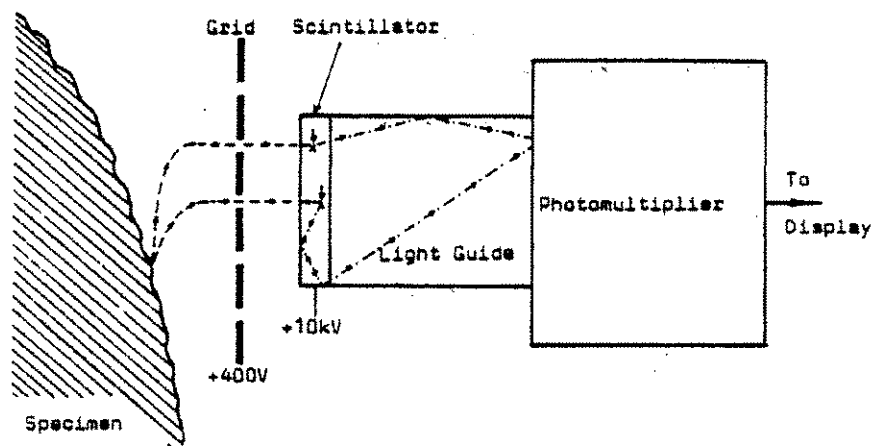 Grid
Scintillator
To
Photomultiplier
Display
Light Guide
+10kV
+400V
Specimen